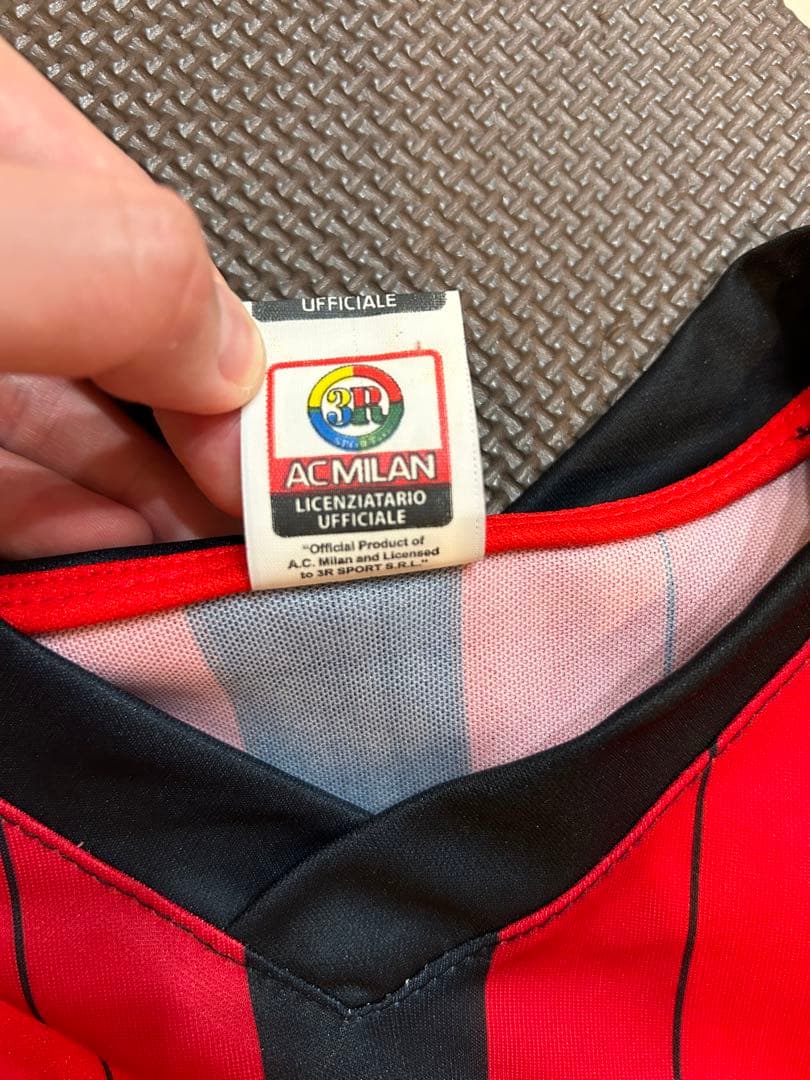 UFFICIALE
3R
SPORT
AC MILAN
LICENZIATARIO
UFFICIALE
"Official Product of
A.C. Milan and Licensed
to 3R SPORT S.R.L."